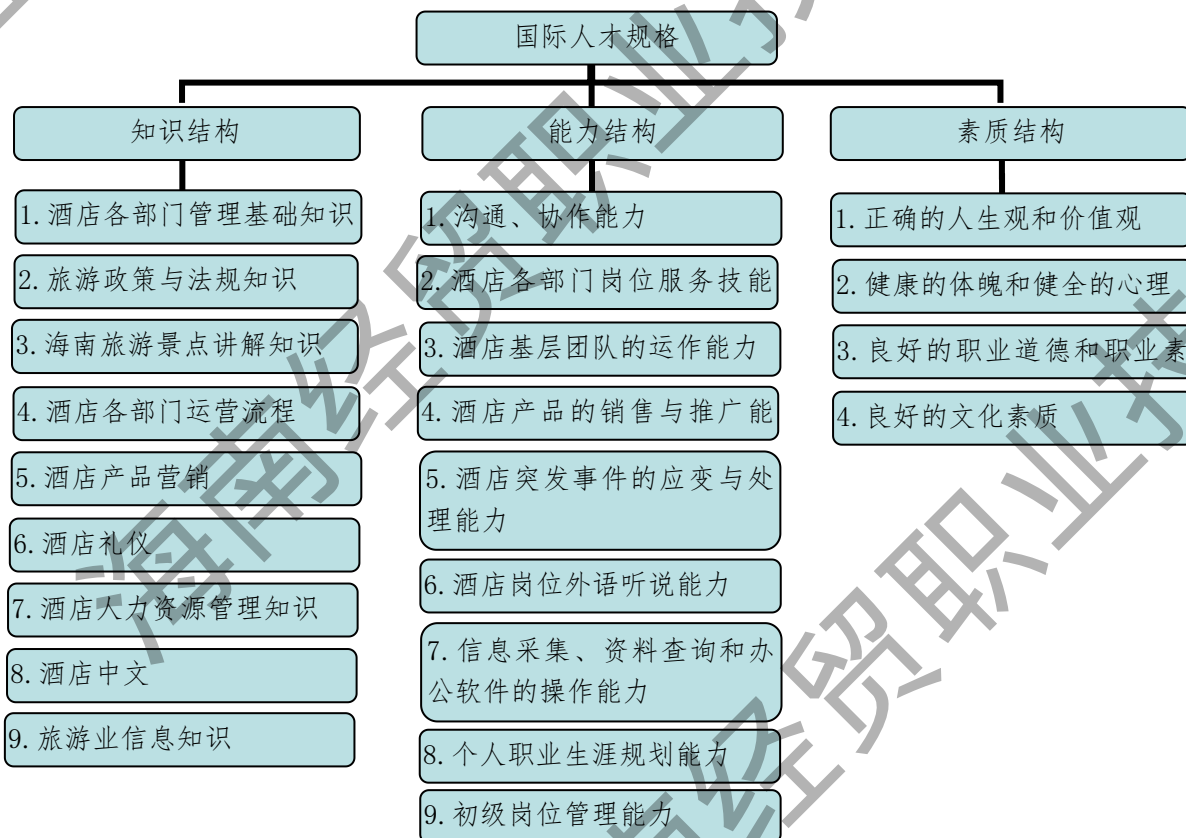 国际人才规格
知识结构
1.酒店各部门管理基础知识
2.旅游政策与法规知识
3.海南旅游景点讲解知识
4.酒店各部门运营流程
5.酒店产品营销
6.酒店礼仪
7.酒店人力资源管理知识
8.酒店中文
9.旅游业信息知识
能力结构
1.沟通、协作能力
2.酒店各部门岗位服务技能
3.酒店基层团队的运作能力
4.酒店产品的销售与推广能
5.酒店突发事件的应变与处
理能力
6.酒店岗位外语听说能力
7.信息采集、资料查询和办
公软件的操作能力
8.个人职业生涯规划能力
9.初级岗位管理能力
素质结构
1.正确的人生观和价值观
2.健康的体魄和健全的心理
3.良好的职业道德和职业素
4.良好的文化素质
海南经贸职业技
南经贸职业技